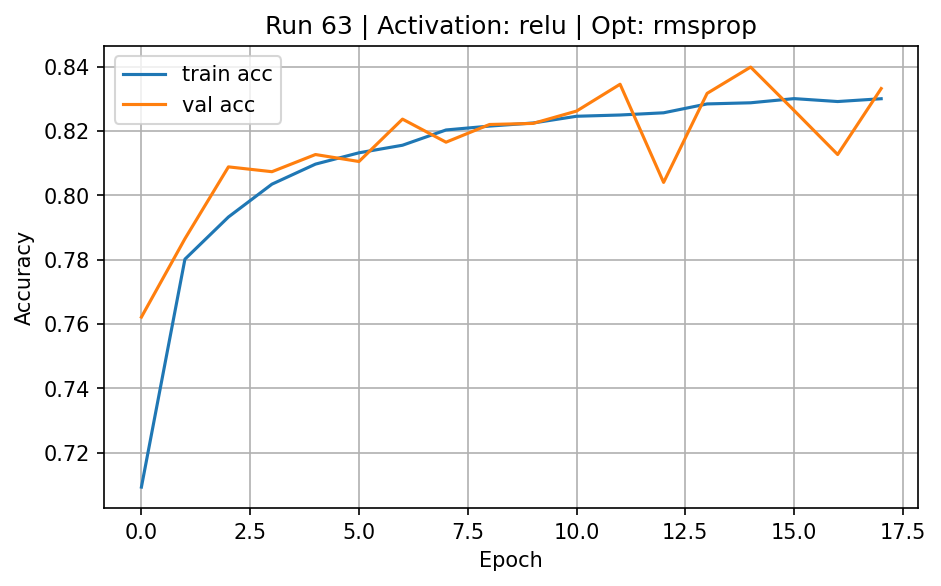 Run 63 | Activation: relu | Opt: rmsprop
train acc
val acc
0.84
0.82
0.80
0.78
0.76
0.74
0.72
Accuracy
0.0 2.5 5.0 7.5 10.0 12.5 15.0 17.5
Epoch